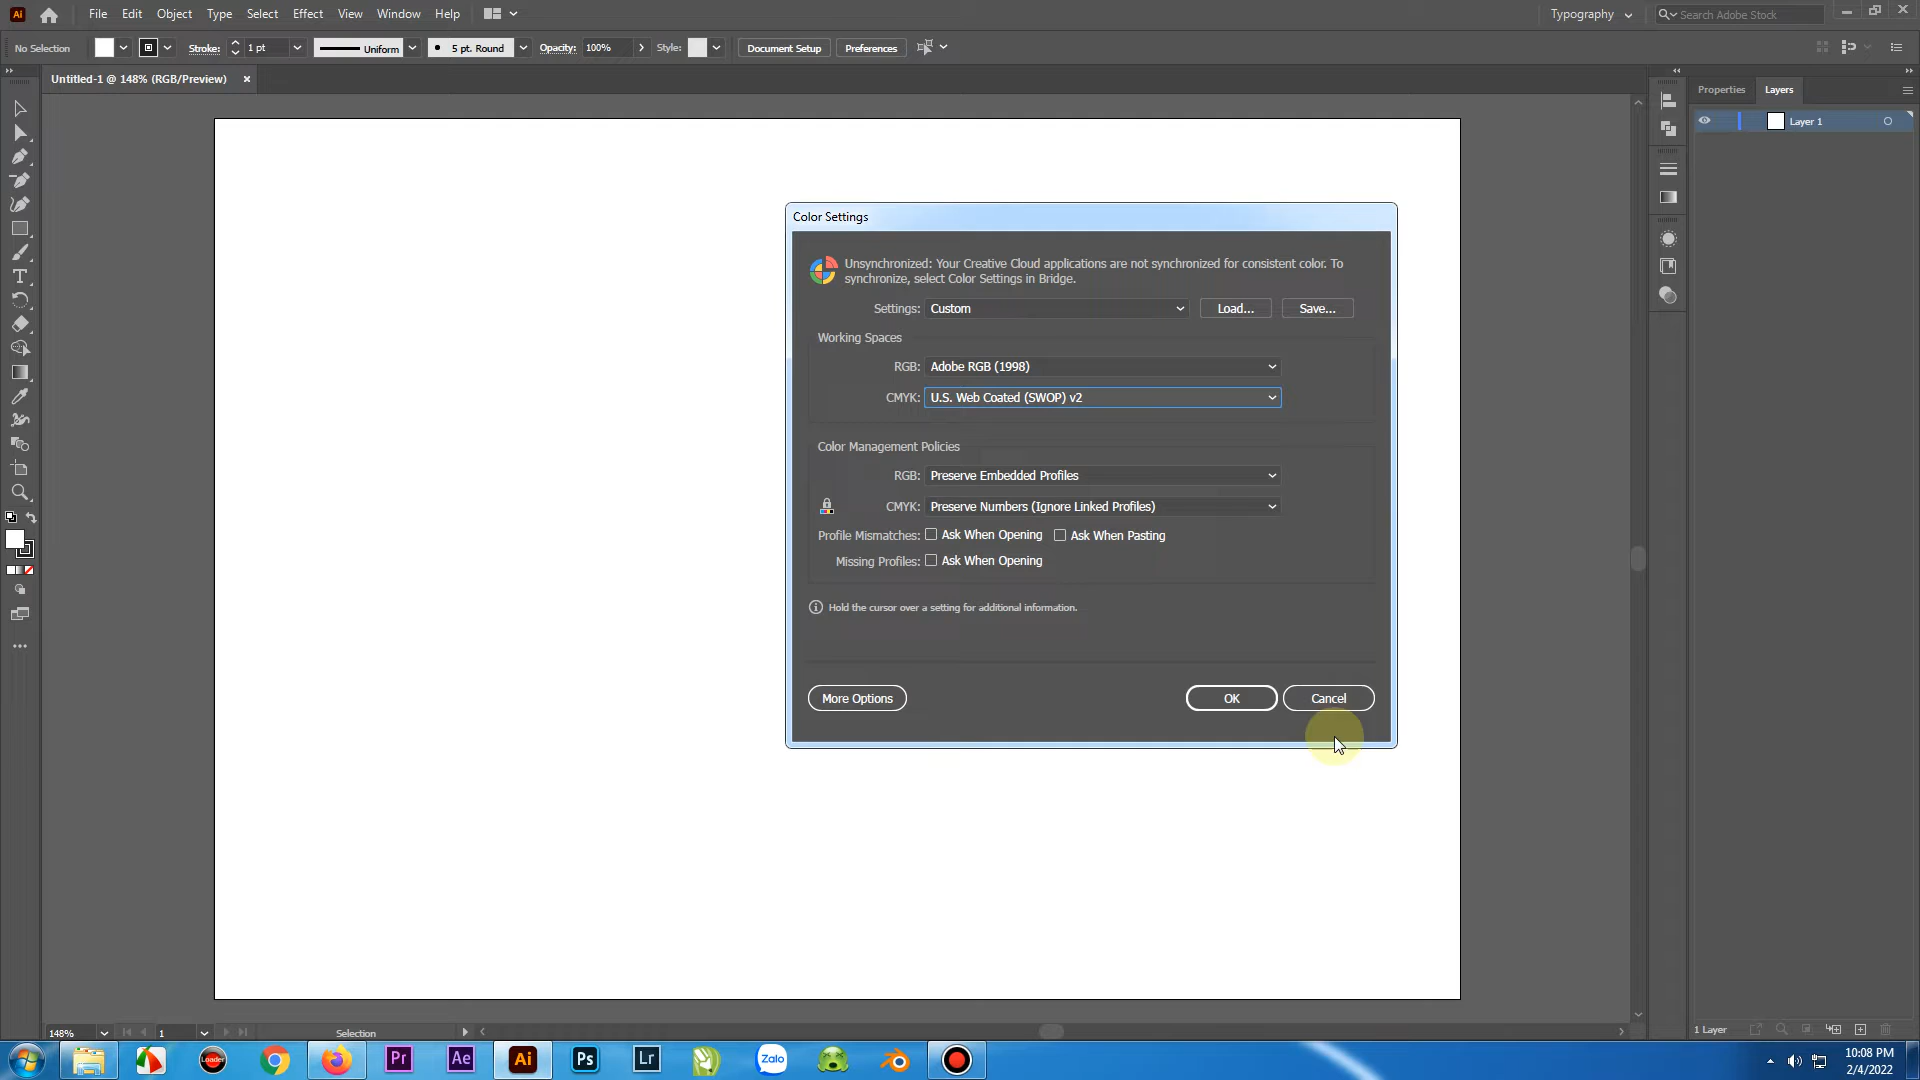 Ai File Edit Object Type Select Effect View Window Help Typography Search Adobe Stock
No Selection Stroke: 1 pt Uniform 5 pt. Round Opacity: 100% Style: Document Setup Preferences
Untitled-1 @ 148% (RGB/Preview) ×
Properties Layers
Layer 1
Color Settings
Unsynchronized: Your Creative Cloud applications are not synchronized for consistent color. To
synchronize, select Color Settings in Bridge.
Settings: Custom Load... Save...
Working Spaces
RGB: Adobe RGB (1998)
CMYK: U.S. Web Coated (SWOP) v2
Color Management Policies
RGB: Preserve Embedded Profiles
CMYK: Preserve Numbers (Ignore Linked Profiles)
Profile Mismatches: Ask When Opening Ask When Pasting
Missing Profiles: Ask When Opening
Hold the cursor over a setting for additional information.
More Options OK Cancel
148% 1 Selection
1 Layer
Loader Pr Ae Ai Ps Lr Zalo
10:08 PM
2/4/2022